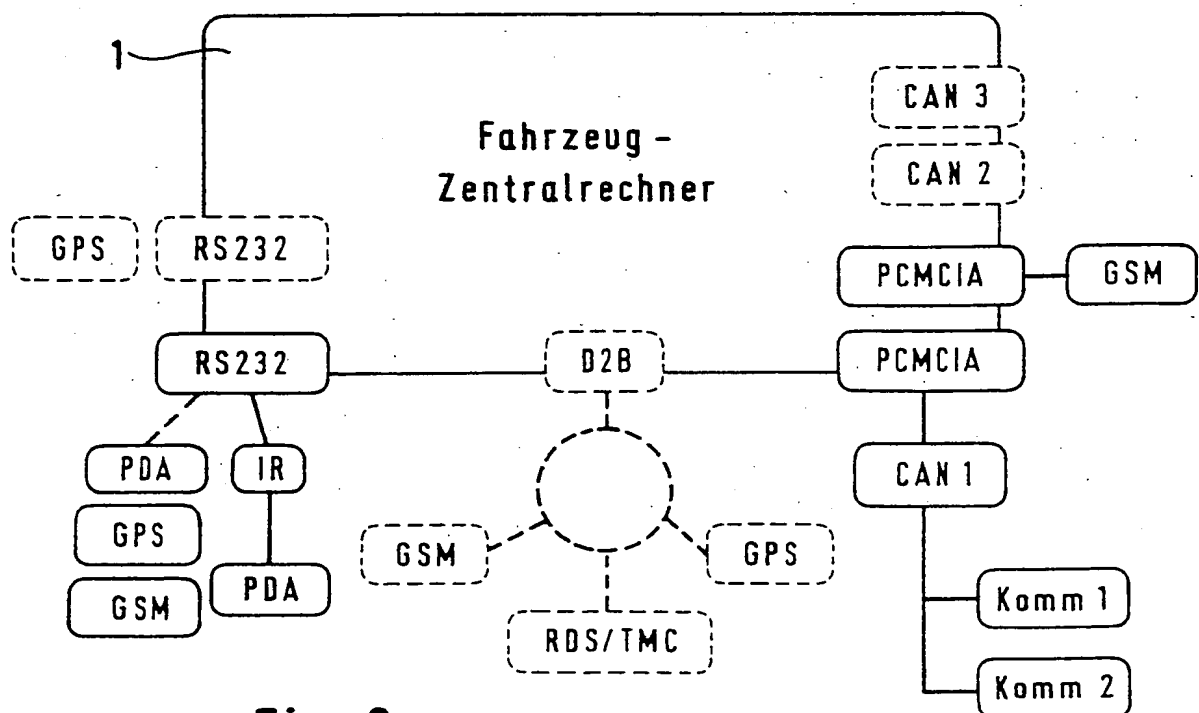 1
Fahrzeug-
Zentralrechner
CAN 3
CAN 2
GPS
RS232
PCMCIA
GSM
RS232
D2B
PCMCIA
PDA
IR
CAN 1
GPS
GSM
GPS
GSM
PDA
Komm 1
RDS/TMC
Komm 2